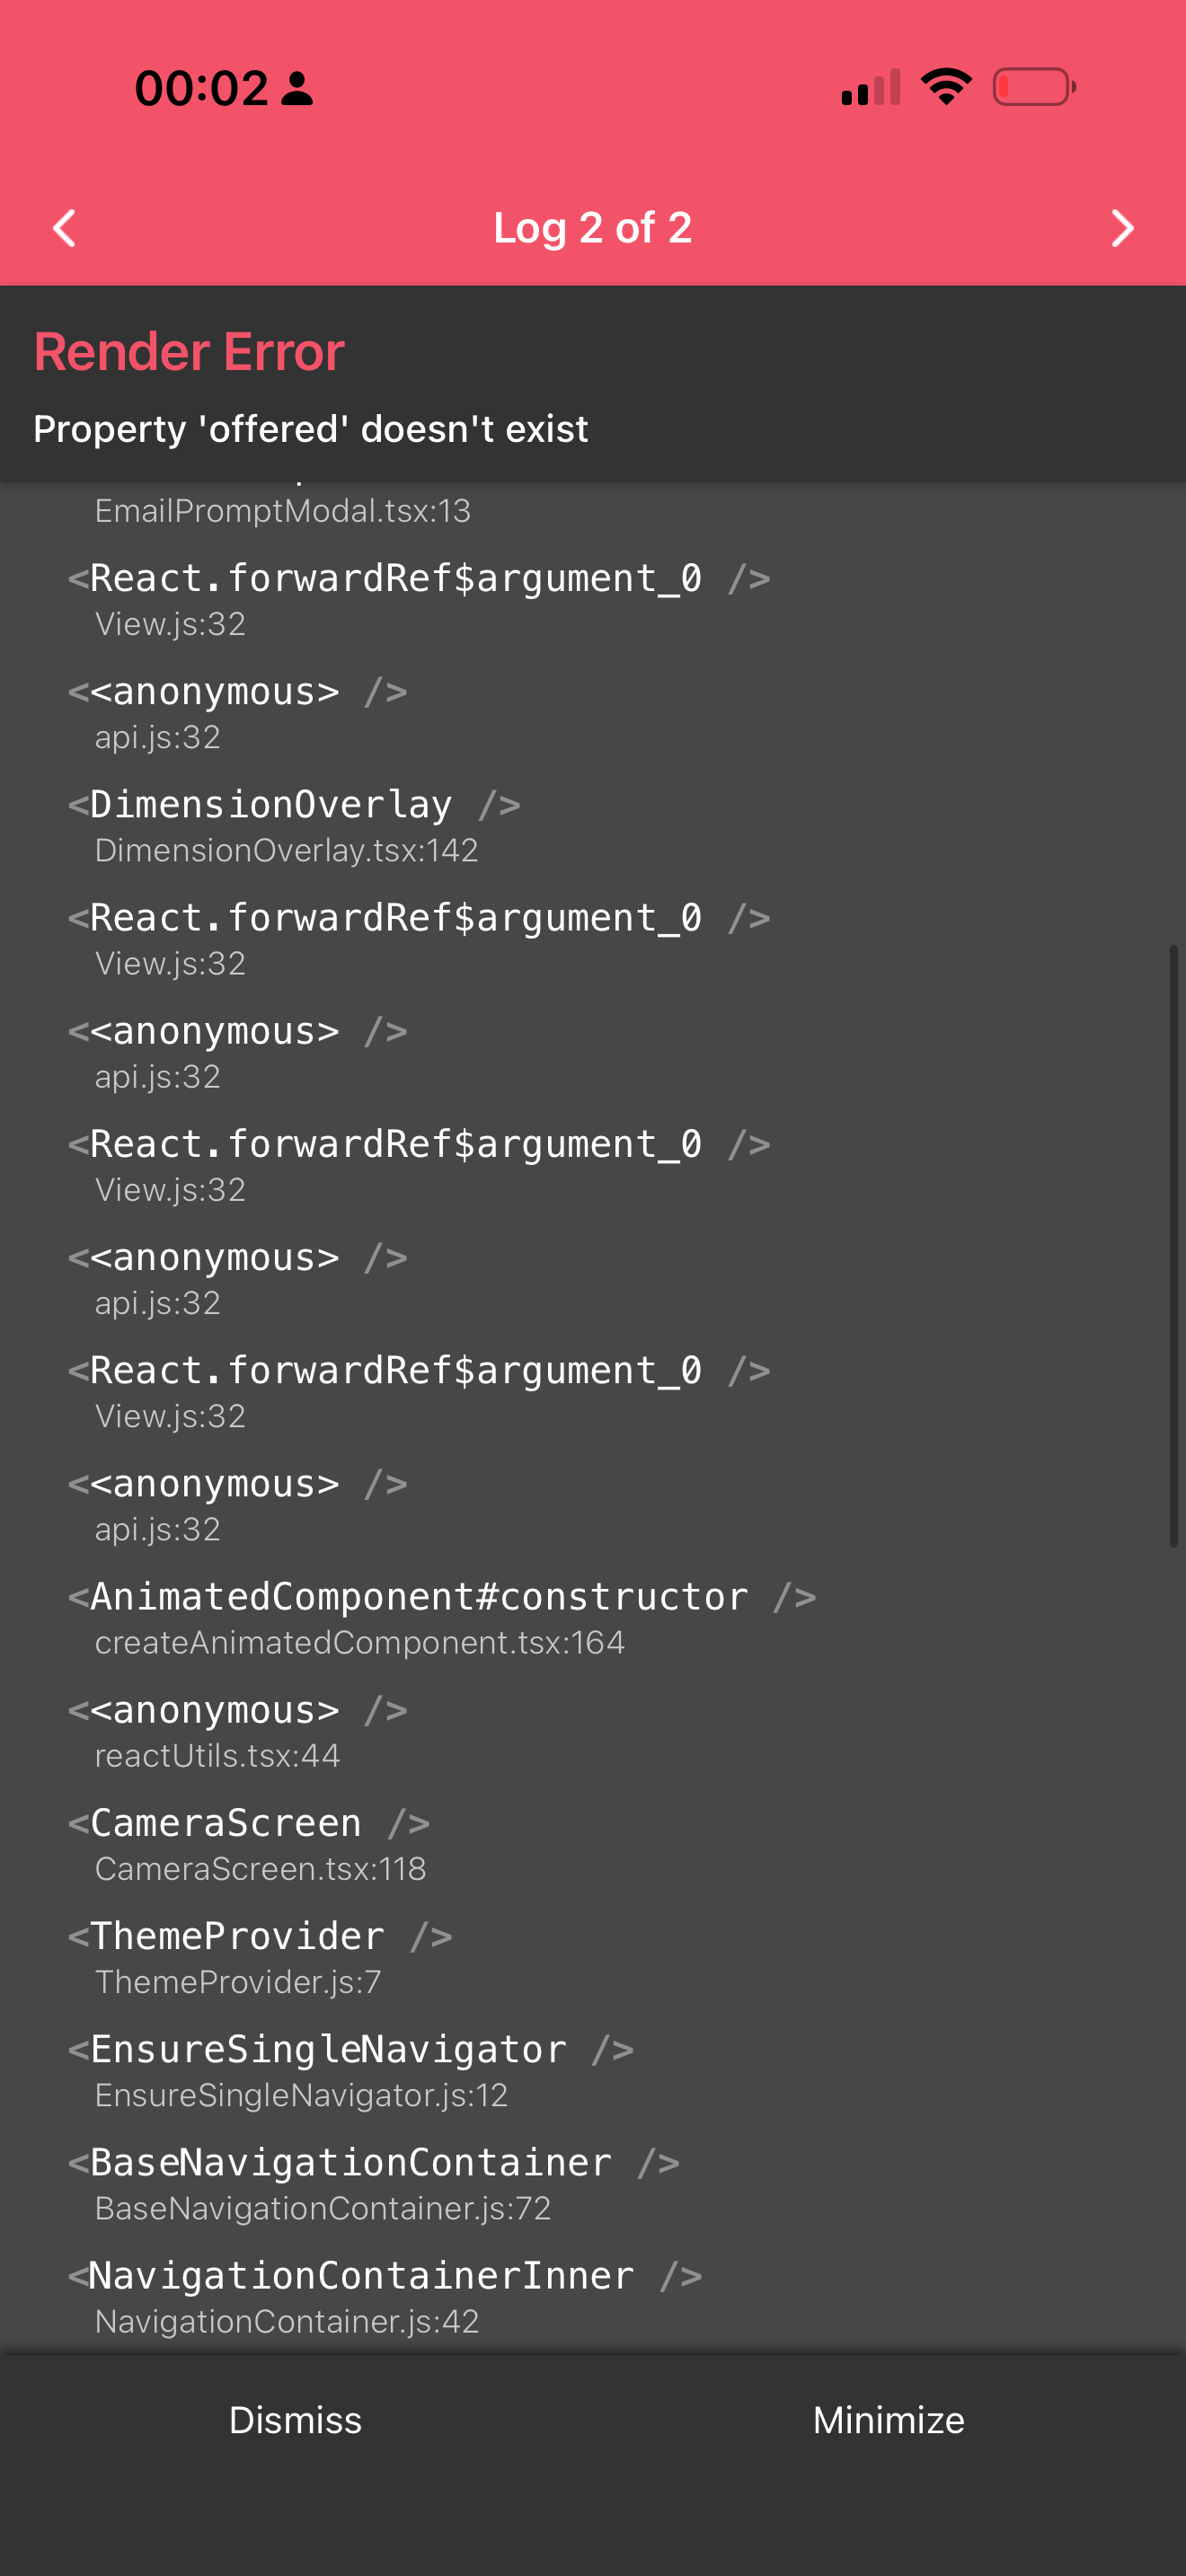 00:02
Log 2 of 2
Render Error
Property 'offered' doesn't exist
EmailPromptModal.tsx:13
<React.forwardRef$argument_0 />
View.js:32
<<anonymous> />
api.js:32
<DimensionOverlay />
DimensionOverlay.tsx:142
<React.forwardRef$argument_0 />
View.js:32
<<anonymous> />
api.js:32
<React.forwardRef$argument_0 />
View.js:32
<<anonymous> />
api.js:32
<React.forwardRef$argument_0 />
View.js:32
<<anonymous> />
api.js:32
<AnimatedComponent#constructor />
createAnimatedComponent.tsx:164
<<anonymous> />
reactUtils.tsx:44
<CameraScreen />
CameraScreen.tsx:118
<ThemeProvider />
ThemeProvider.js:7
<EnsureSingleNavigator />
EnsureSingleNavigator.js:12
<BaseNavigationContainer />
BaseNavigationContainer.js:72
<NavigationContainerInner />
NavigationContainer.js:42
Dismiss
Minimize